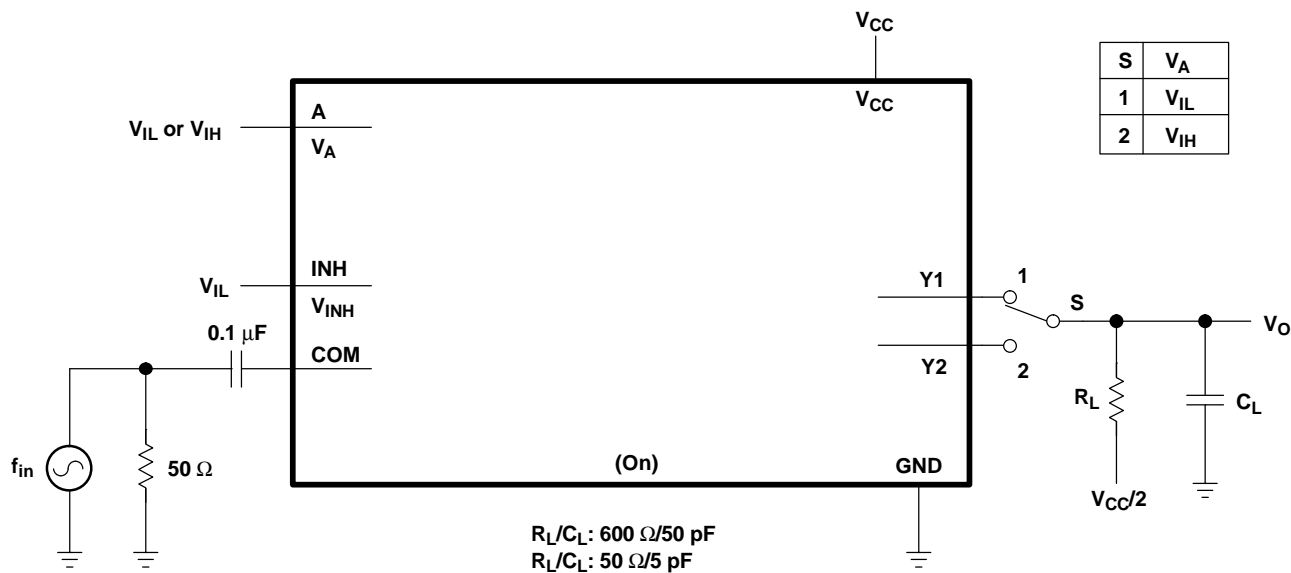 VCC
S VA
1 VIL
2 VIH
VCC
A
VIL or VIH
VA
INH
VIL
VINH
Y1
1
S
VO
0.1 μF
COM
Y2
2
RL
CL
fin
50 Ω
(On)
GND
VCC/2
RL/CL: 600 Ω/50 pF
RL/CL: 50 Ω/5 pF